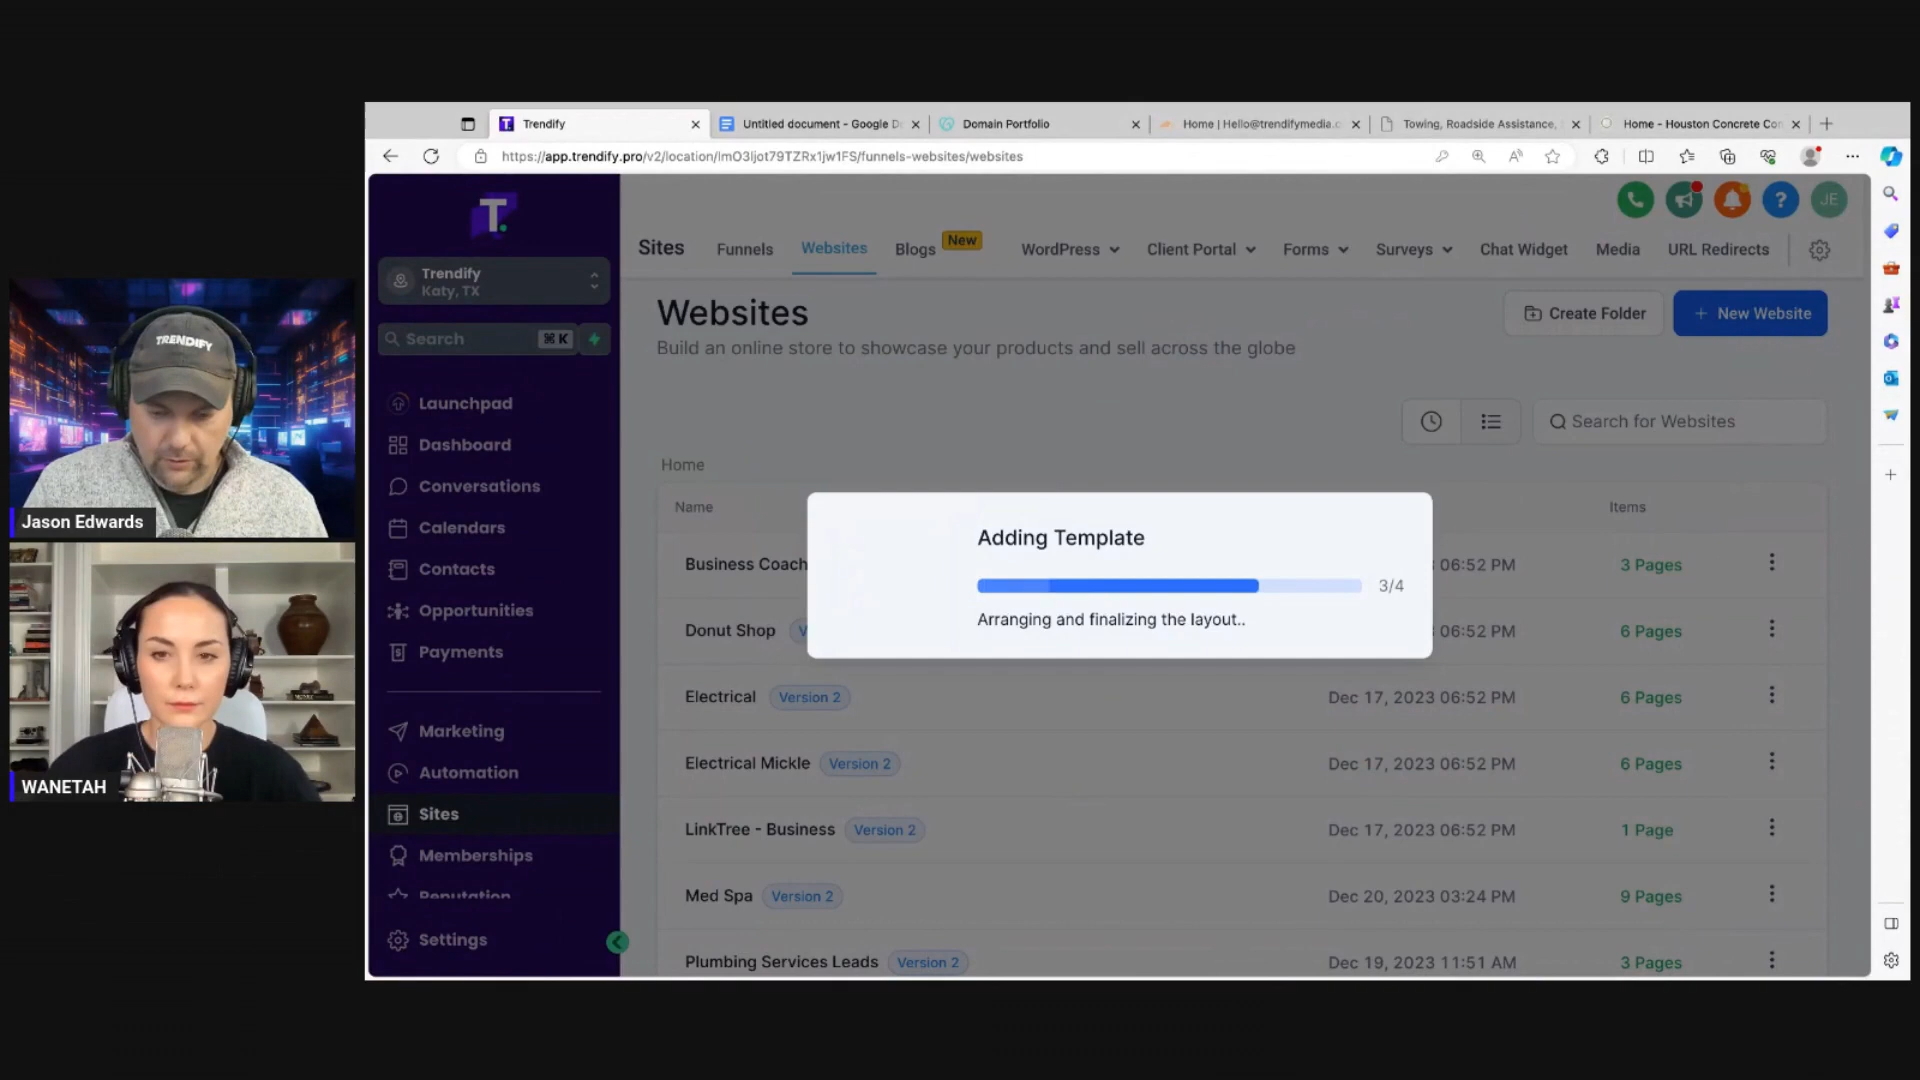 Trendify
Untitled document - Google D
Domain Portfolio
Home | Hello@trendifymedia.c
Towing, Roadside Assistance,
Home - Houston Concrete Con
https://app.trendify.pro/v2/location/lmO3ljot79TZRx1jw1FS/funnels-websites/websites
T.
Trendify
Katy, TX
Search ⌘ K
Launchpad
Dashboard
Conversations
Calendars
Contacts
Opportunities
Payments
Marketing
Automation
Sites
Memberships
Reputation
Settings
JE
Sites Funnels Websites Blogs New WordPress Client Portal Forms Surveys Chat Widget Media URL Redirects
Websites
Build an online store to showcase your products and sell across the globe
Create Folder
+ New Website
Search for Websites
Home
Name Items
Business Coach 06:52 PM 3 Pages
Donut Shop V 06:52 PM 6 Pages
Electrical Version 2 Dec 17, 2023 06:52 PM 6 Pages
Electrical Mickle Version 2 Dec 17, 2023 06:52 PM 6 Pages
LinkTree - Business Version 2 Dec 17, 2023 06:52 PM 1 Page
Med Spa Version 2 Dec 20, 2023 03:24 PM 9 Pages
Plumbing Services Leads Version 2 Dec 19, 2023 11:51 AM 3 Pages
Adding Template
3/4
Arranging and finalizing the layout..
TRENDIFY
Jason Edwards
WANETAH